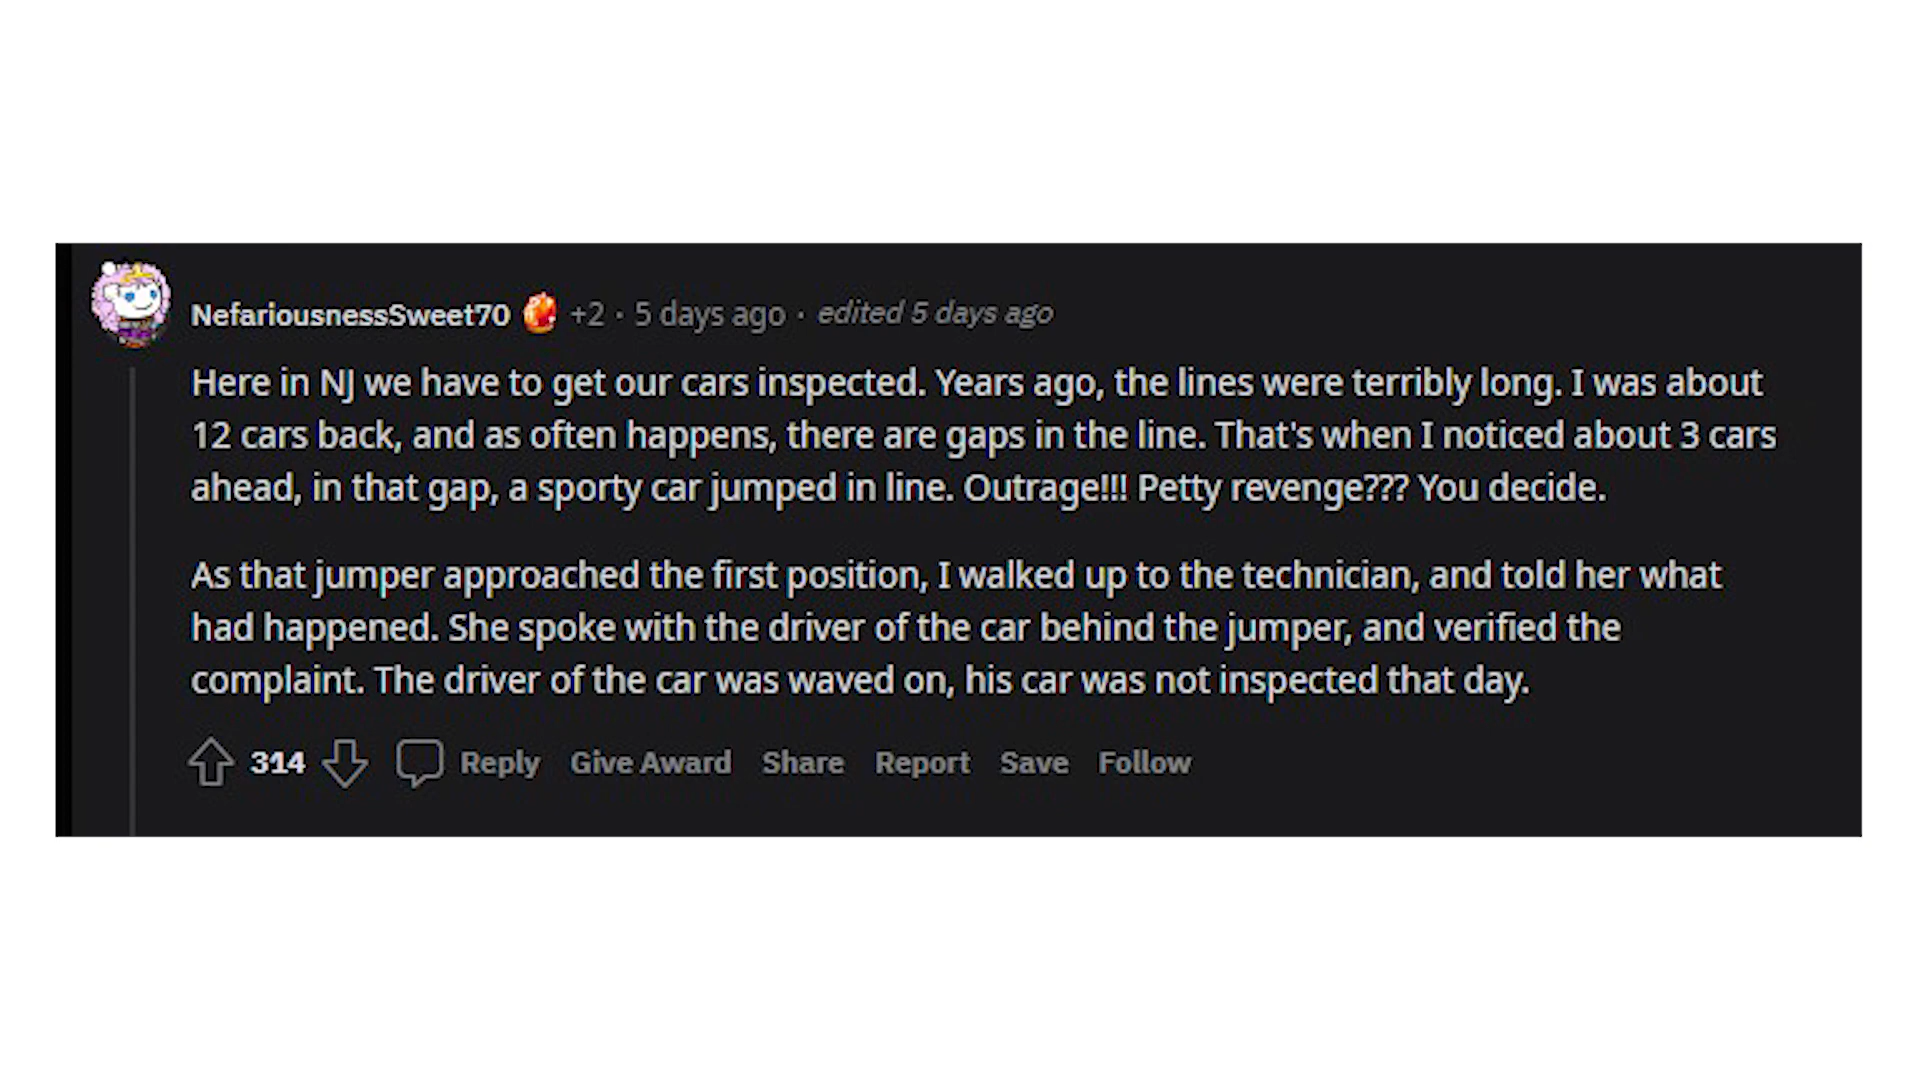 NefariousnessSweet70 +2 · 5 days ago · edited 5 days ago
Here in NJ we have to get our cars inspected. Years ago, the lines were terribly long. I was about
12 cars back, and as often happens, there are gaps in the line. That's when I noticed about 3 cars
ahead, in that gap, a sporty car jumped in line. Outrage!!! Petty revenge??? You decide.
As that jumper approached the first position, I walked up to the technician, and told her what
had happened. She spoke with the driver of the car behind the jumper, and verified the
complaint. The driver of the car was waved on, his car was not inspected that day.
314 Reply Give Award Share Report Save Follow